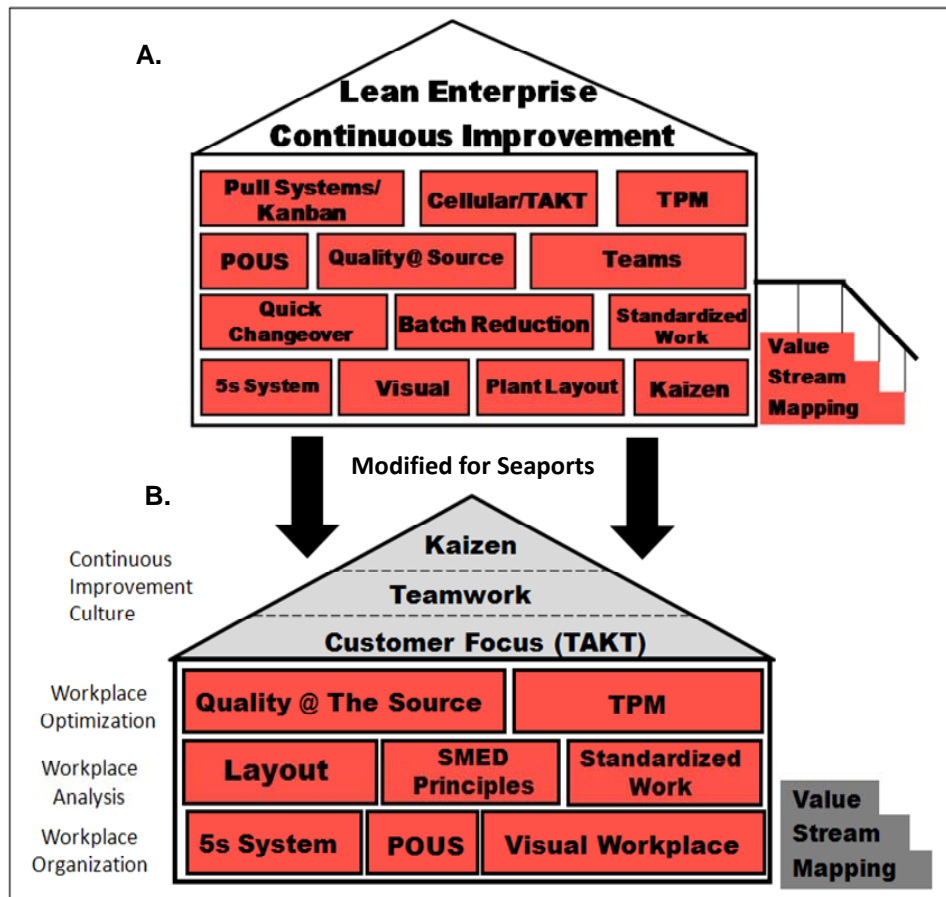 A.
Lean Enterprise
Continuous Improvement
Pull Systems/
Kanban
Cellular/TAKT
TPM
POUS
Quality@ Source
Teams
Quick
Changeover
Batch Reduction
Standardized
Work
5s System
Visual
Plant Layout
Kaizen
Value
Stream
Mapping
Modified for Seaports
B.
Continuous
Improvement
Culture
Kaizen
Teamwork
Customer Focus (TAKT)
Workplace
Optimization
Quality @ The Source
TPM
Workplace
Analysis
Layout
SMED
Principles
Standardized
Work
Workplace
Organization
5s System
POUS
Visual Workplace
Value
Stream
Mapping